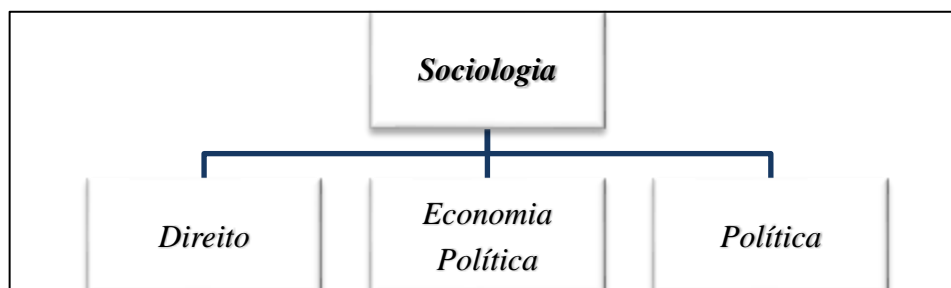 Sociologia
Direito
Economia
Política
Política